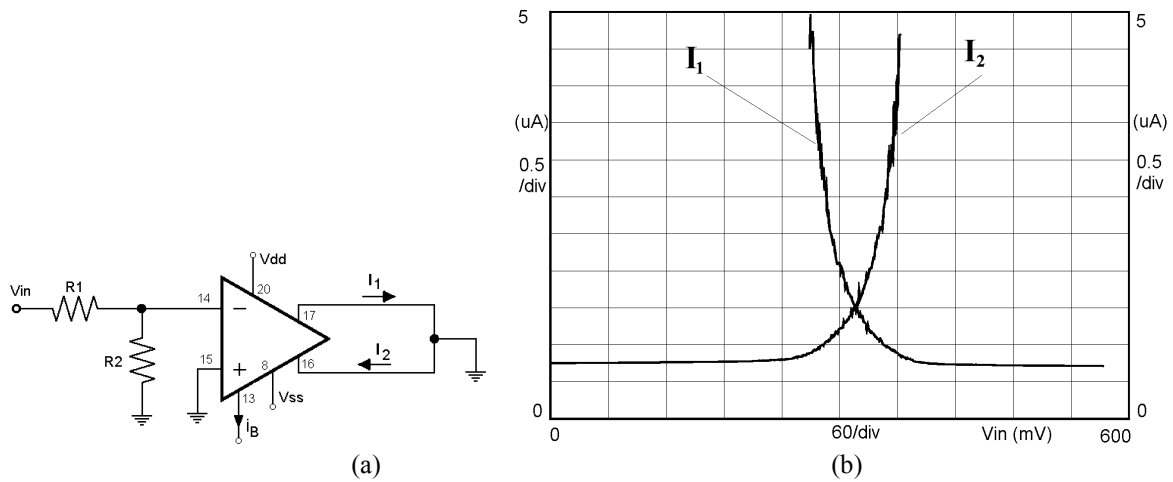 Vin
R1
R2
14
15
Vdd
20
17
16
8
13
Vss
iB
I1
I2
(a)
5
(uA)
0.5
/div
0
I1
I2
5
(uA)
0.5
/div
0
0
60/div
Vin (mV)
600
(b)